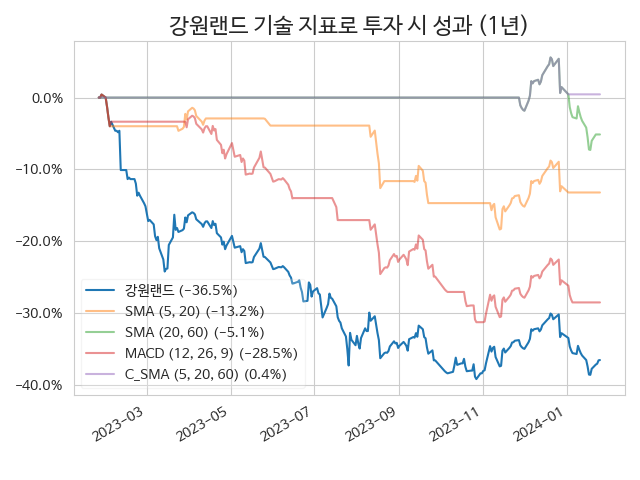 강원랜드 기술 지표로 투자 시 성과 (1년)
0.0%
−10.0%
−20.0%
−30.0%
−40.0%
강원랜드 (−36.5%)
SMA (5, 20) (−13.2%)
SMA (20, 60) (−5.1%)
MACD (12, 26, 9) (−28.5%)
C_SMA (5, 20, 60) (0.4%)
2023−03
2023−05
2023−07
2023−09
2023−11
2024−01